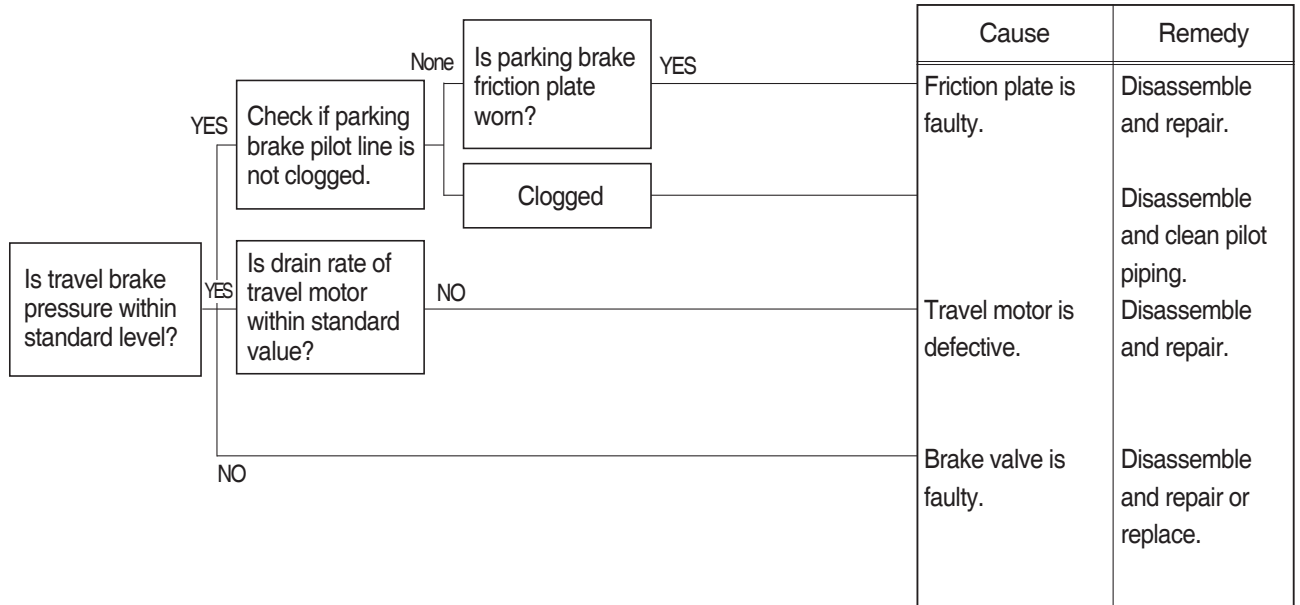 Cause
Remedy
None
Is parking brake
friction plate
worn?
YES
Friction plate is
faulty.
Disassemble
and repair.
YES
Check if parking
brake pilot line is
not clogged.
Clogged
Disassemble
and clean pilot
piping.
Is travel brake
pressure within
standard level?
YES
Is drain rate of
travel motor
within standard
value?
NO
Travel motor is
defective.
Disassemble
and repair.
NO
Brake valve is
faulty.
Disassemble
and repair or
replace.